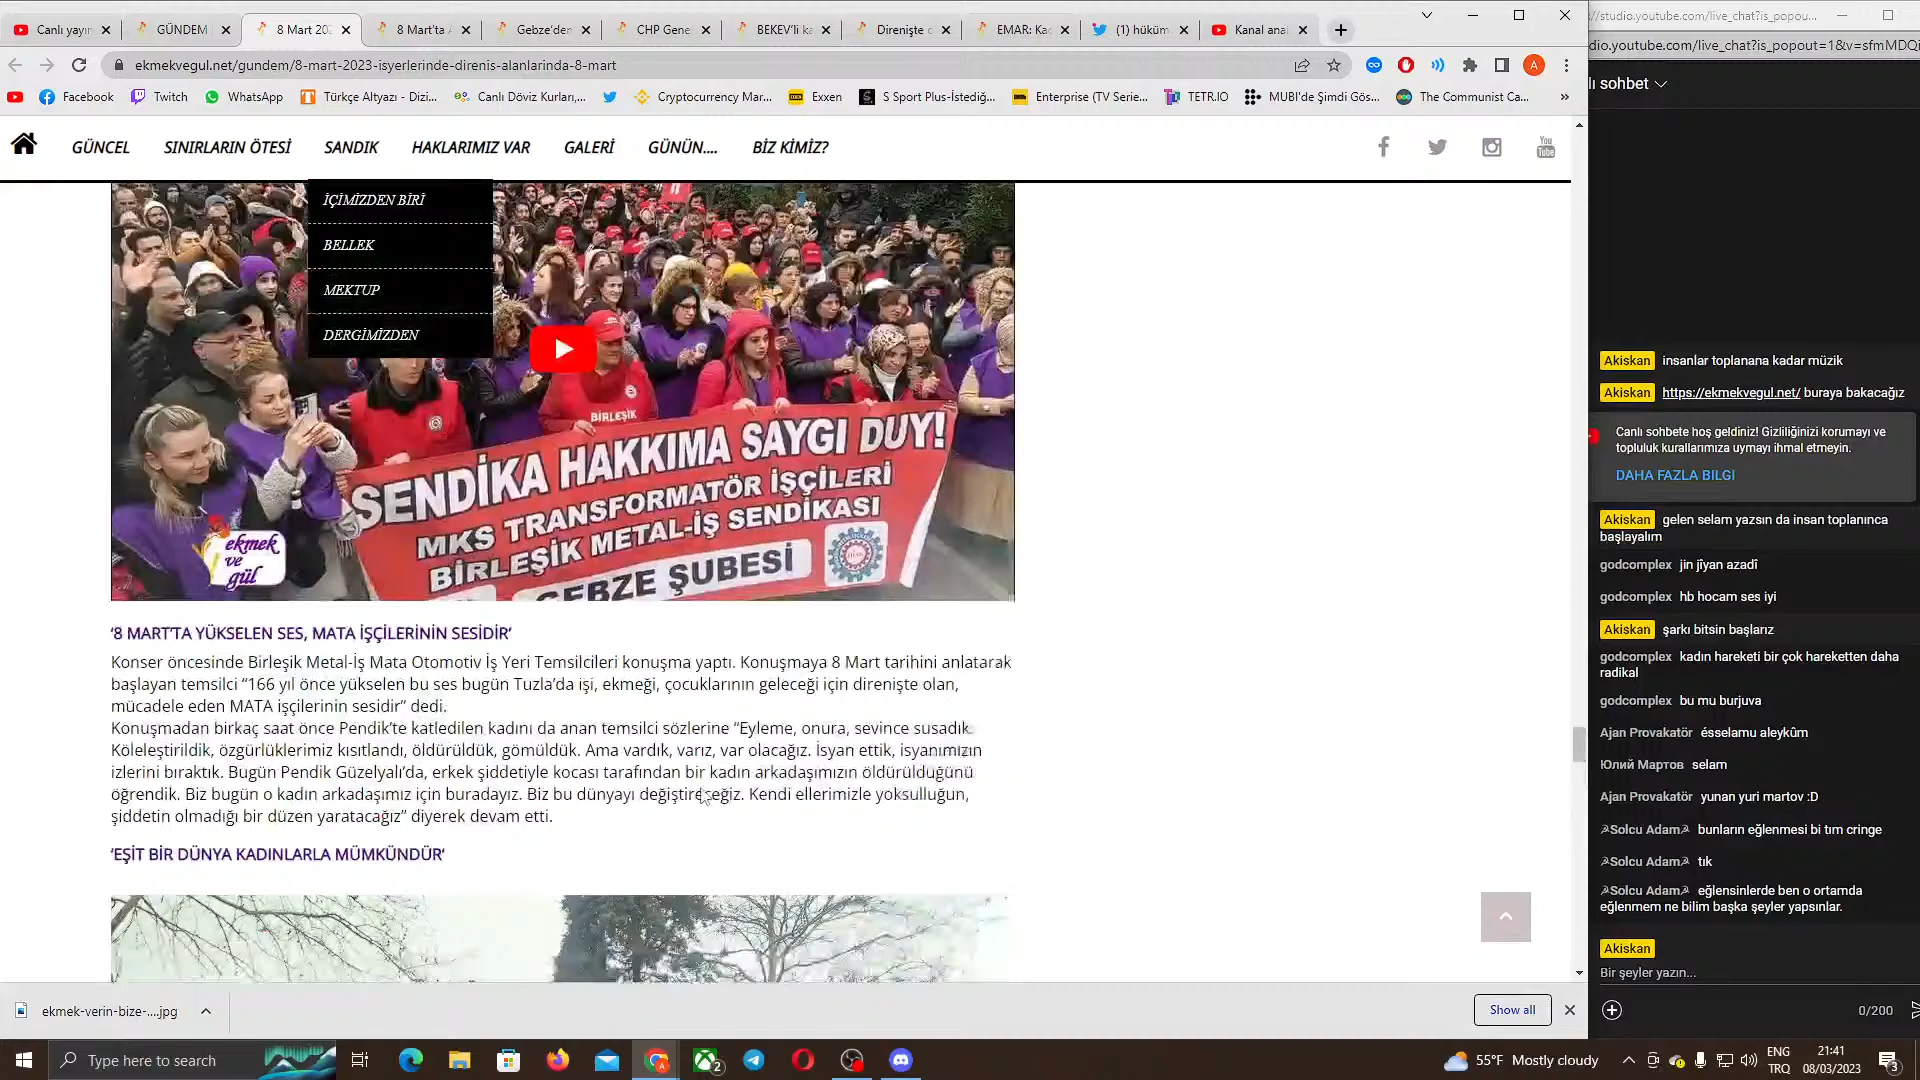 Canlı yayın
GÜNDEM
8 Mart 202
8 Mart'ta
Gebze'den
CHP Gene
BEKEV'li ka
Direnişte
EMAR: Ka
(1) hüküm
Kanal ana
//studio.youtube.com/live_chat?is_popou...
ekmekvegul.net/gundem/8-mart-2023-isyerlerinde-direnis-alanlarinda-8-mart
dio.youtube.com/live_chat?is_popout=1&v=sfmMDQ
Facebook
Twitch
WhatsApp
Türkçe Altyazı - Dizi...
Canlı Döviz Kurları,...
Cryptocurrency Mar...
Exxen
S Sport Plus-İstediğ...
Enterprise (TV Serie...
TETR.IO
MUBI'de Şimdi Gös...
The Communist Ca...
»
lı sohbet
GÜNCEL
SINIRLARIN ÖTESİ
SANDIK
HAKLARIMIZ VAR
GALERİ
GÜNÜN....
BİZ KİMİZ?
You Tube
İÇİMİZDEN BİRİ
BELLEK
MEKTUP
DERGİMİZDEN
BİRLEŞİK
SENDİKA HAKKIMA SAYGI DUY!
MKS TRANSFORMATÖR İŞÇİLERİ
BİRLEŞİK METAL-İŞ SENDİKASI
GEBZE ŞUBESİ
ekmek
ve
gül
'8 MART'TA YÜKSELEN SES, MATA İŞÇİLERİNİN SESİDİR'
Konser öncesinde Birleşik Metal-İş Mata Otomotiv İş Yeri Temsilcileri konuşma yaptı. Konuşmaya 8 Mart tarihini anlatarak
başlayan temsilci “166 yıl önce yükselen bu ses bugün Tuzla'da işi, ekmeği, çocuklarının geleceği için direnişte olan,
mücadele eden MATA işçilerinin sesidir” dedi.
Konuşmadan birkaç saat önce Pendik'te katledilen kadını da anan temsilci sözlerine “Eyleme, onura, sevince susadık
Köleleştirildik, özgürlüklerimiz kısıtlandı, öldürüldük, gömüldük. Ama vardık, varız, var olacağız. İsyan ettik, isyanımızın
izlerini bıraktık. Bugün Pendik Güzelyalı'da, erkek şiddetiyle kocası tarafından bir kadın arkadaşımızın öldürüldüğünü
öğrendik. Biz bugün o kadın arkadaşımız için buradayız. Biz bu dünyayı değiştireceğiz. Kendi ellerimizle yoksulluğun,
şiddetin olmadığı bir düzen yaratacağız” diyerek devam etti.
'EŞİT BİR DÜNYA KADINLARLA MÜMKÜNDÜR'
Akiskan insanlar toplanana kadar müzik
Akiskan https://ekmekvegul.net/ buraya bakacağız
Canlı sohbete hoş geldiniz! Gizliliğinizi korumayı ve
topluluk kurallarımıza uymayı ihmal etmeyin.
DAHA FAZLA BILGI
Akiskan gelen selam yazsın da insan toplanınca
başlayalım
godcomplex jin jîyan azadî
godcomplex hb hocam ses iyi
Akiskan şarkı bitsin başlarız
godcomplex kadın hareketi bir çok hareketten daha
radikal
godcomplex bu mu burjuva
Ajan Provakatör ésselamu aleykûm
Юлий Мартов selam
Ajan Provakatör yunan yuri martov :D
☭Solcu Adam☭ bunların eğlenmesi bi tım cringe
☭Solcu Adam☭ tık
☭Solcu Adam☭ eğlensinlerde ben o ortamda
eğlenmem ne bilim başka şeyler yapsınlar.
Akiskan
Bir şeyler yazın...
0/200
ekmek-verin-bize-....jpg
Show all
Type here to search
2
55°F Mostly cloudy
ENG
TRQ
21:41
08/03/2023
3